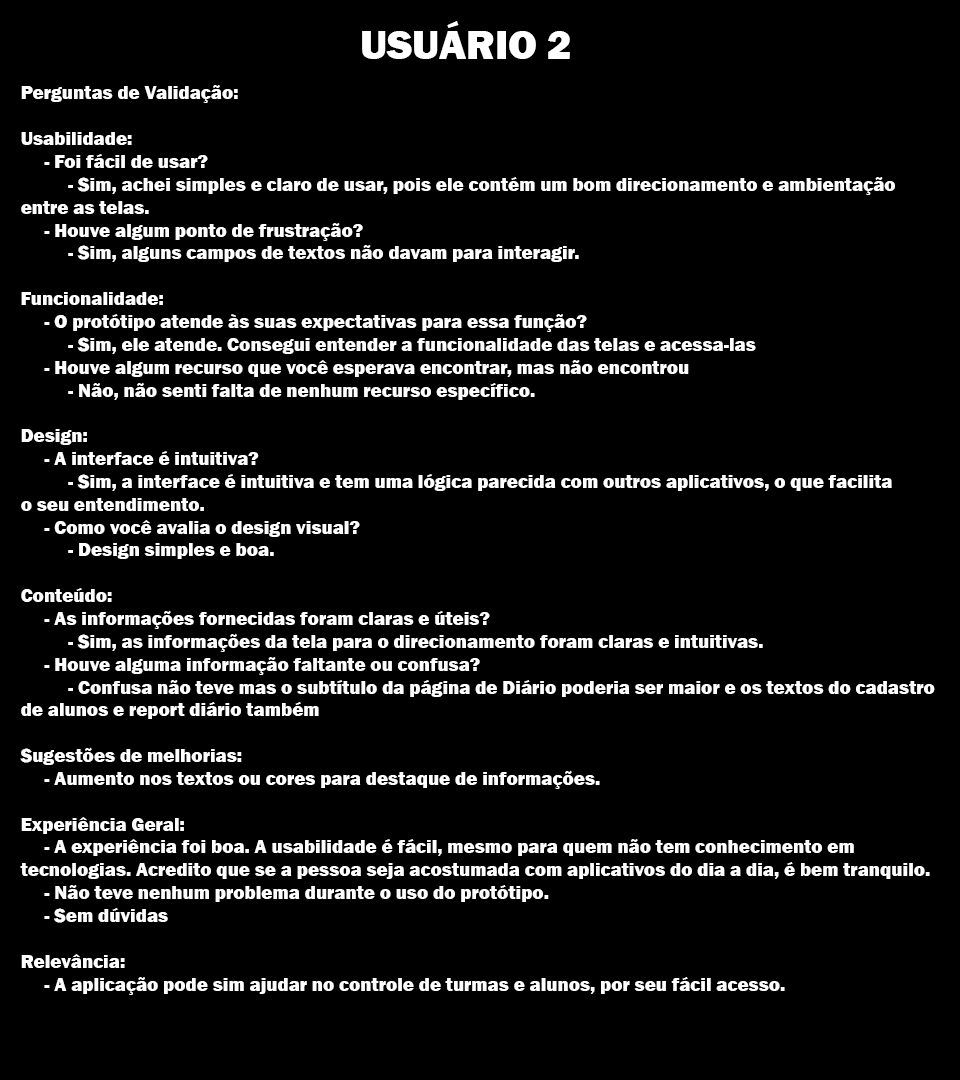 USUÁRIO 2
Perguntas de Validação:
Usabilidade:
- Foi fácil de usar?
- Sim, achei simples e claro de usar, pois ele contém um bom direcionamento e ambientação
entre as telas.
- Houve algum ponto de frustração?
- Sim, alguns campos de textos não davam para interagir.
Funcionalidade:
- O protótipo atende às suas expectativas para essa função?
- Sim, ele atende. Consegui entender a funcionalidade das telas e acessa-las
- Houve algum recurso que você esperava encontrar, mas não encontrou
- Não, não senti falta de nenhum recurso específico.
Design:
- A interface é intuitiva?
- Sim, a interface é intuitiva e tem uma lógica parecida com outros aplicativos, o que facilita
o seu entendimento.
- Como você avalia o design visual?
- Design simples e boa.
Conteúdo:
- As informações fornecidas foram claras e úteis?
- Sim, as informações da tela para o direcionamento foram claras e intuitivas.
- Houve alguma informação faltante ou confusa?
- Confusa não teve mas o subtítulo da página de Diário poderia ser maior e os textos do cadastro
de alunos e report diário também
Sugestões de melhorias:
- Aumento nos textos ou cores para destaque de informações.
Experiência Geral:
- A experiência foi boa. A usabilidade é fácil, mesmo para quem não tem conhecimento em
tecnologias. Acredito que se a pessoa seja acostumada com aplicativos do dia a dia, é bem tranquilo.
- Não teve nenhum problema durante o uso do protótipo.
- Sem dúvidas
Relevância:
- A aplicação pode sim ajudar no controle de turmas e alunos, por seu fácil acesso.